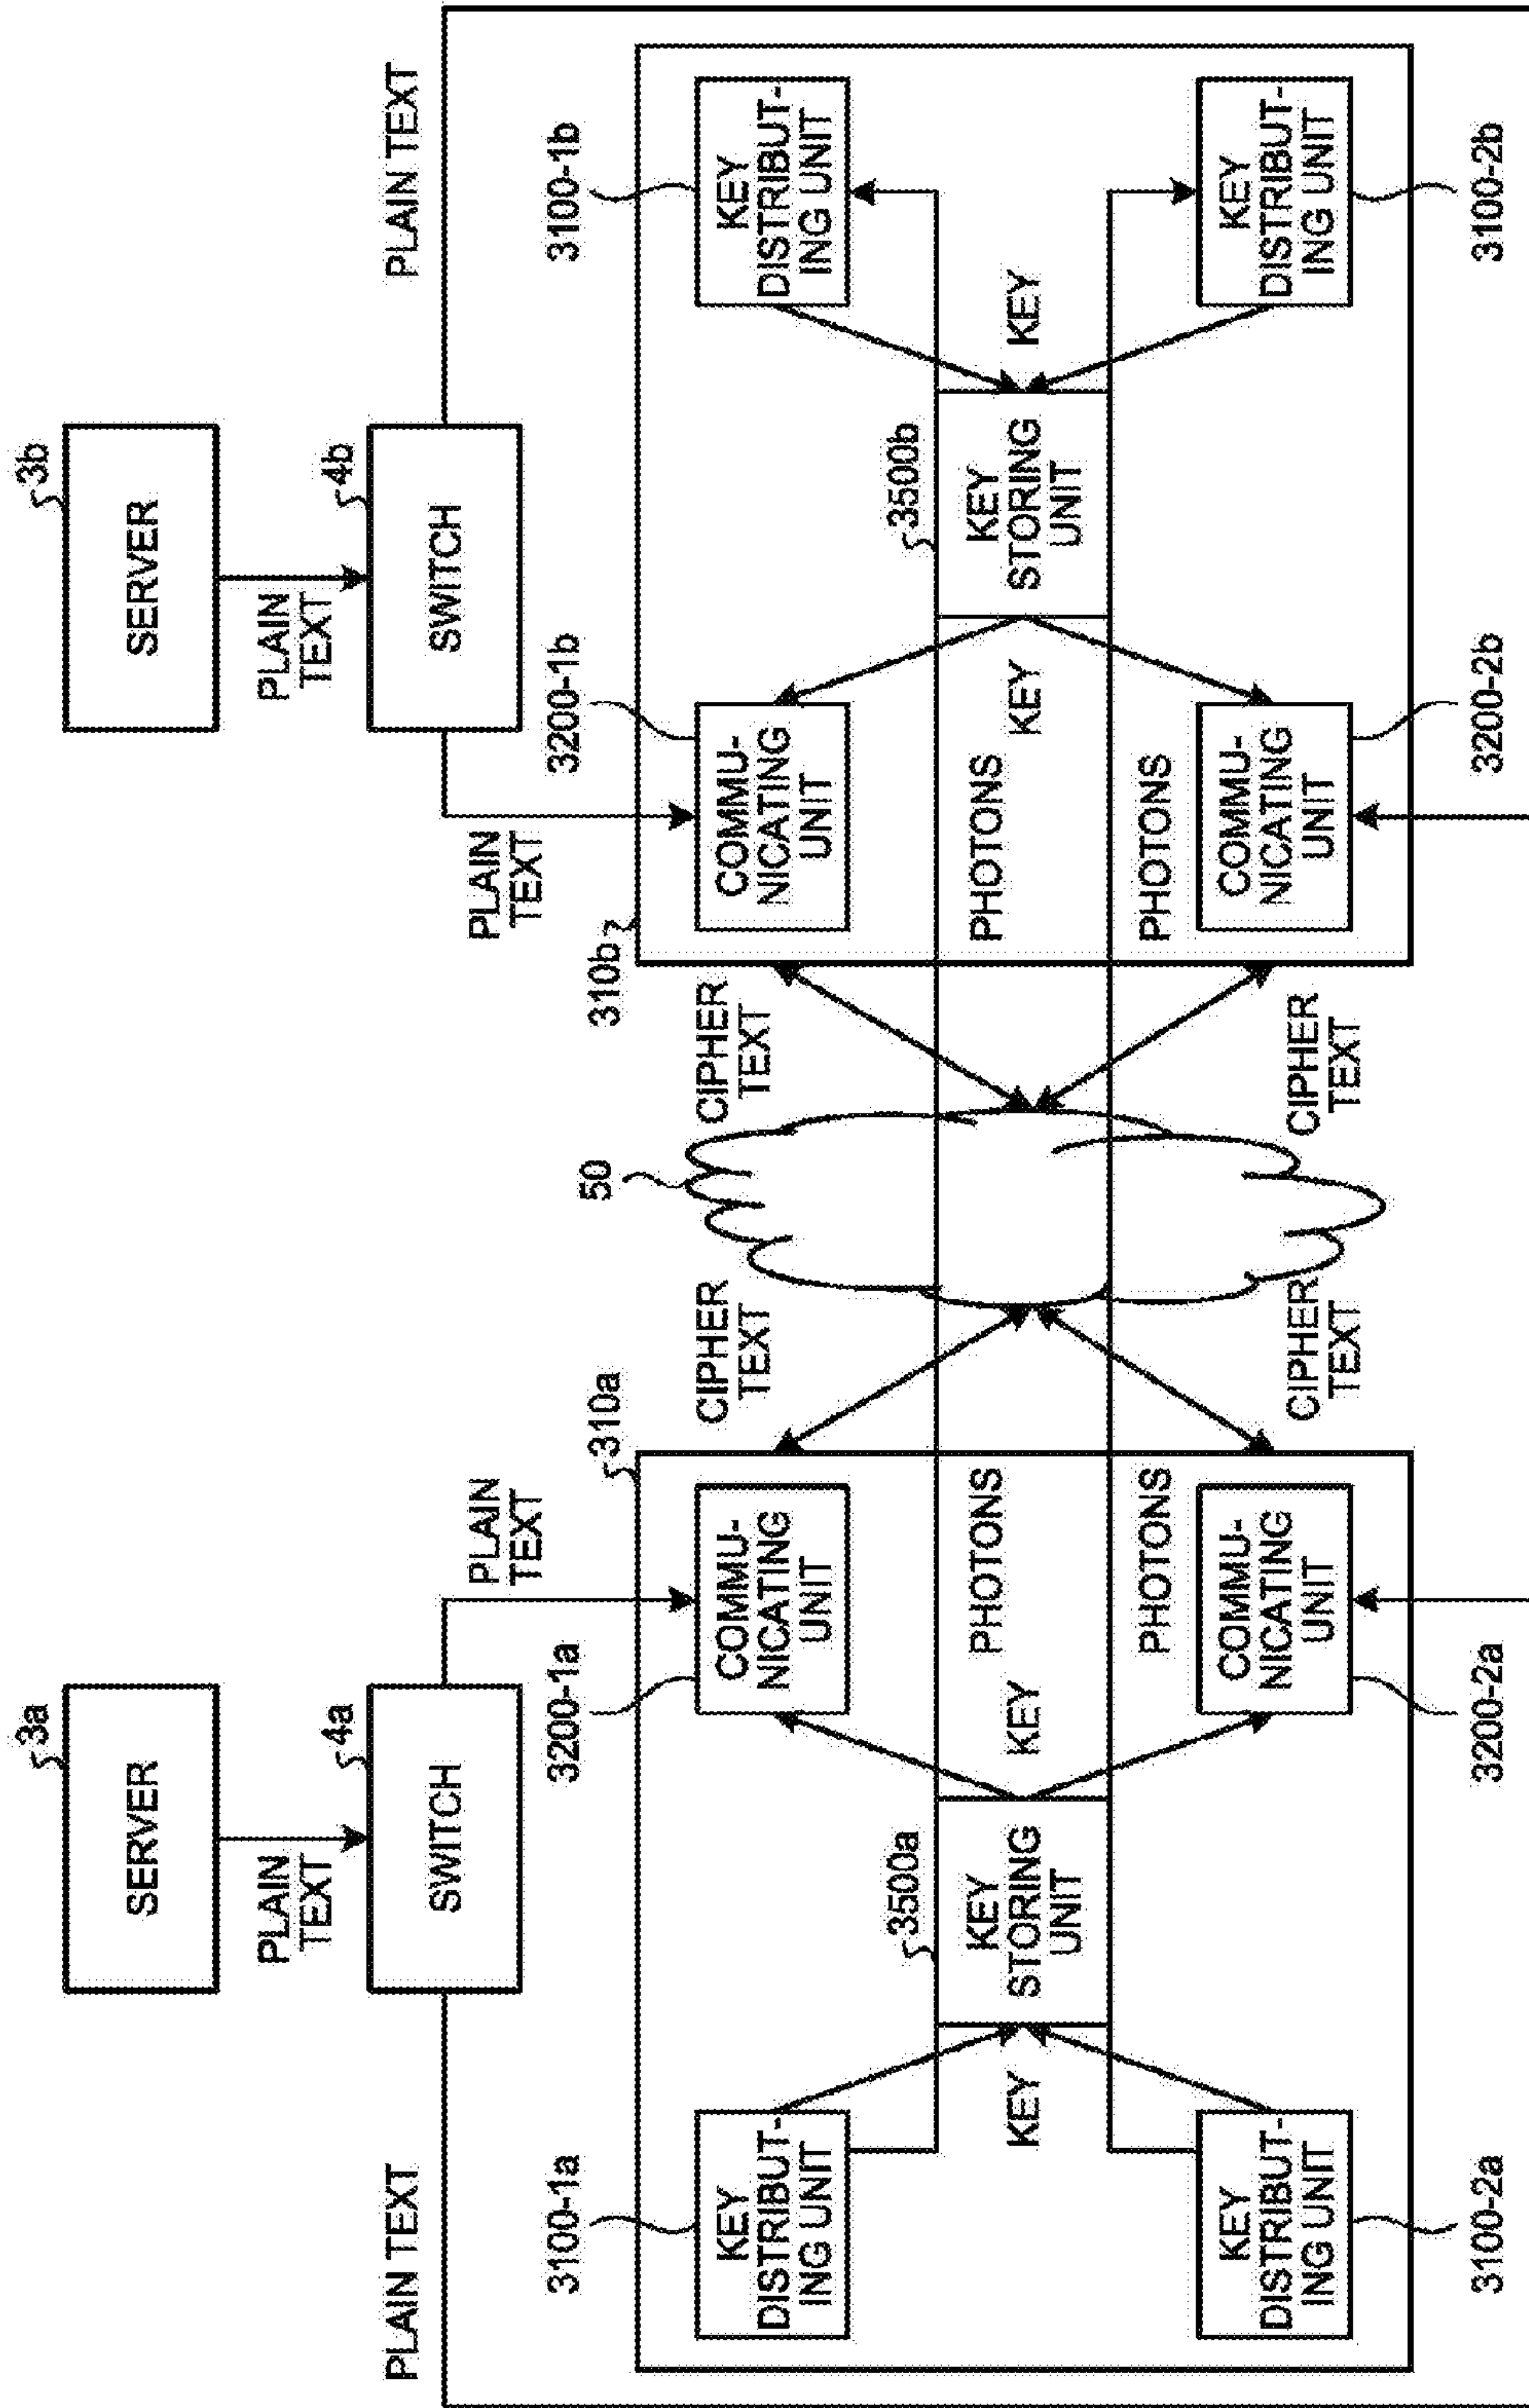 3a
SERVER
PLAIN
TEXT
4a
SWITCH
PLAIN TEXT
PLAIN
TEXT
3b
SERVER
PLAIN
TEXT
4b
SWITCH
PLAIN
TEXT
PLAIN TEXT
310a
3100-1a
KEY
DISTRIBUT-
ING UNIT
3200-1a
COMMU-
NICATING
UNIT
3500a
KEY
STORING
UNIT
KEY
KEY
PHOTONS
PHOTONS
3100-2a
KEY
DISTRIBUT-
ING UNIT
3200-2a
COMMU-
NICATING
UNIT
CIPHER
TEXT
CIPHER
TEXT
50
CIPHER
TEXT
CIPHER
TEXT
310b
3200-1b
COMMU-
NICATING
UNIT
3100-1b
KEY
DISTRIBUT-
ING UNIT
PHOTONS
PHOTONS
KEY
3500b
KEY
STORING
UNIT
KEY
3200-2b
COMMU-
NICATING
UNIT
3100-2b
KEY
DISTRIBUT-
ING UNIT